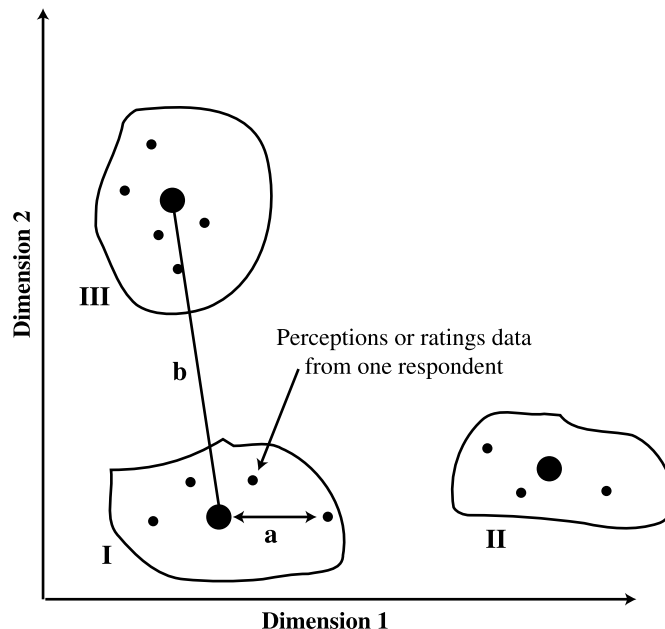 Dimension 2
III
Perceptions or ratings data
from one respondent
b
a
I
II
Dimension 1